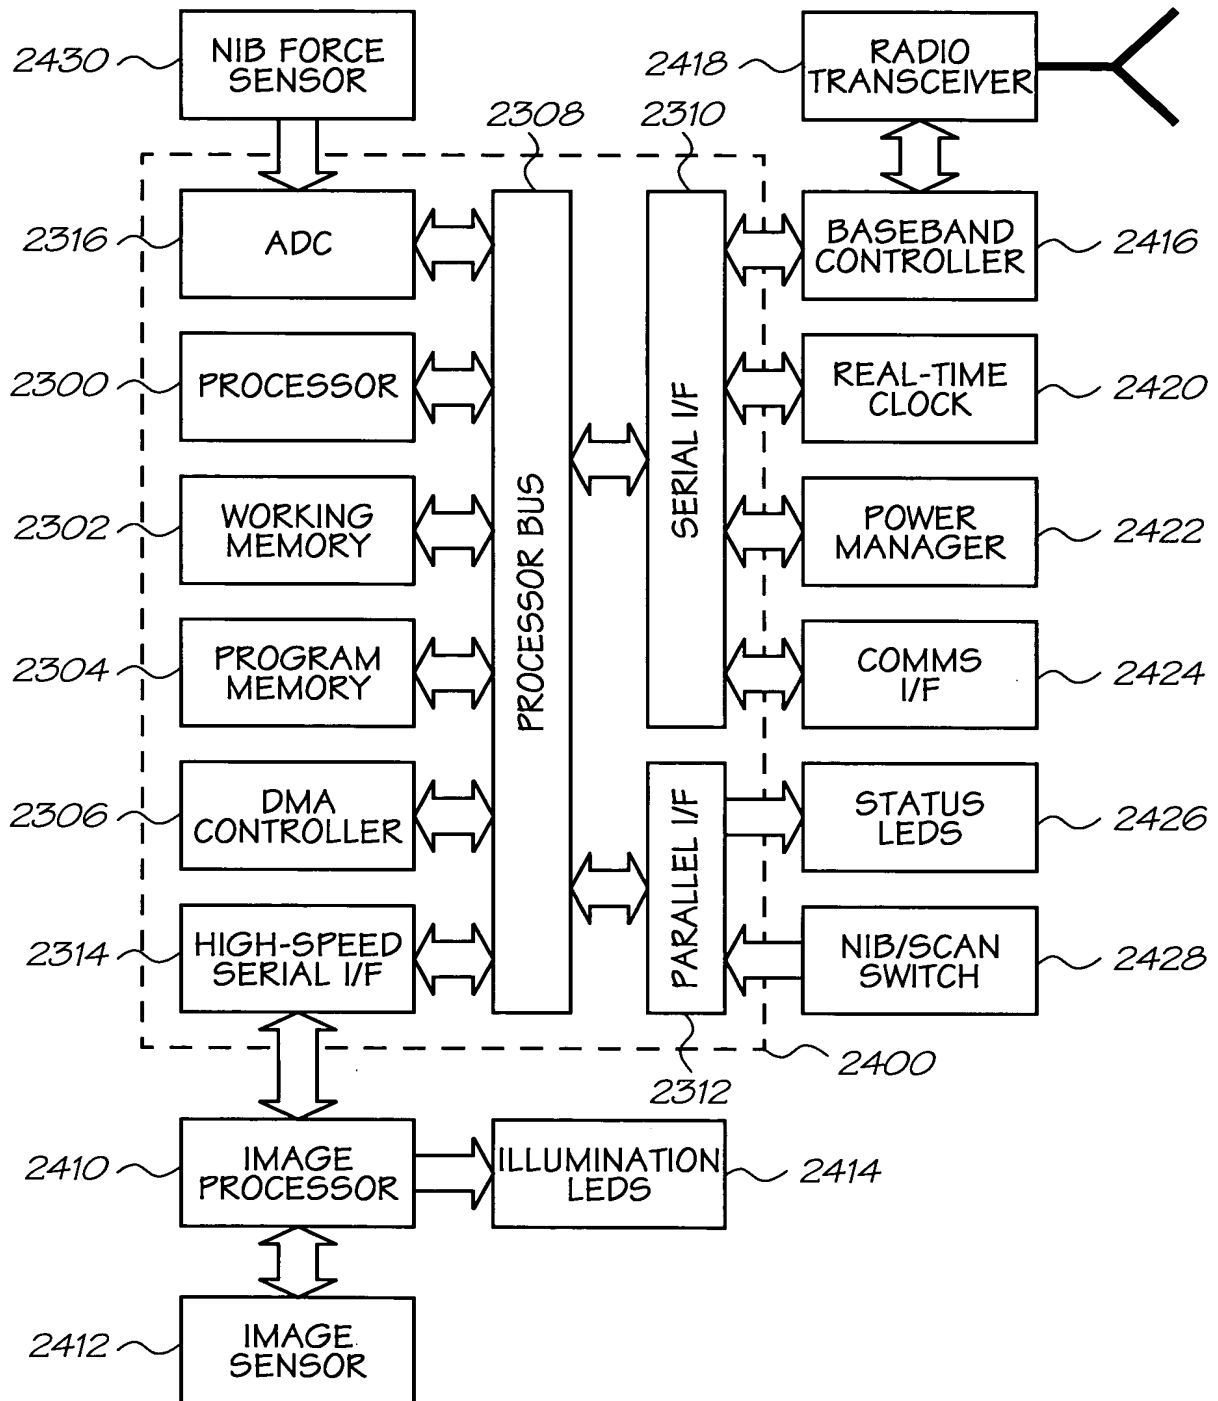 2430
NIB FORCE
SENSOR
2418
RADIO
TRANSCEIVER
2308
2310
2316
ADC
BASEBAND
CONTROLLER
2416
2300
PROCESSOR
REAL-TIME
CLOCK
2420
PROCESSOR BUS
SERIAL I/F
2302
WORKING
MEMORY
POWER
MANAGER
2422
2304
PROGRAM
MEMORY
COMMS
I/F
2424
2306
DMA
CONTROLLER
PARALLEL I/F
STATUS
LEDS
2426
2314
HIGH-SPEED
SERIAL I/F
NIB/SCAN
SWITCH
2428
2312
2400
2410
IMAGE
PROCESSOR
ILLUMINATION
LEDS
2414
2412
IMAGE
SENSOR